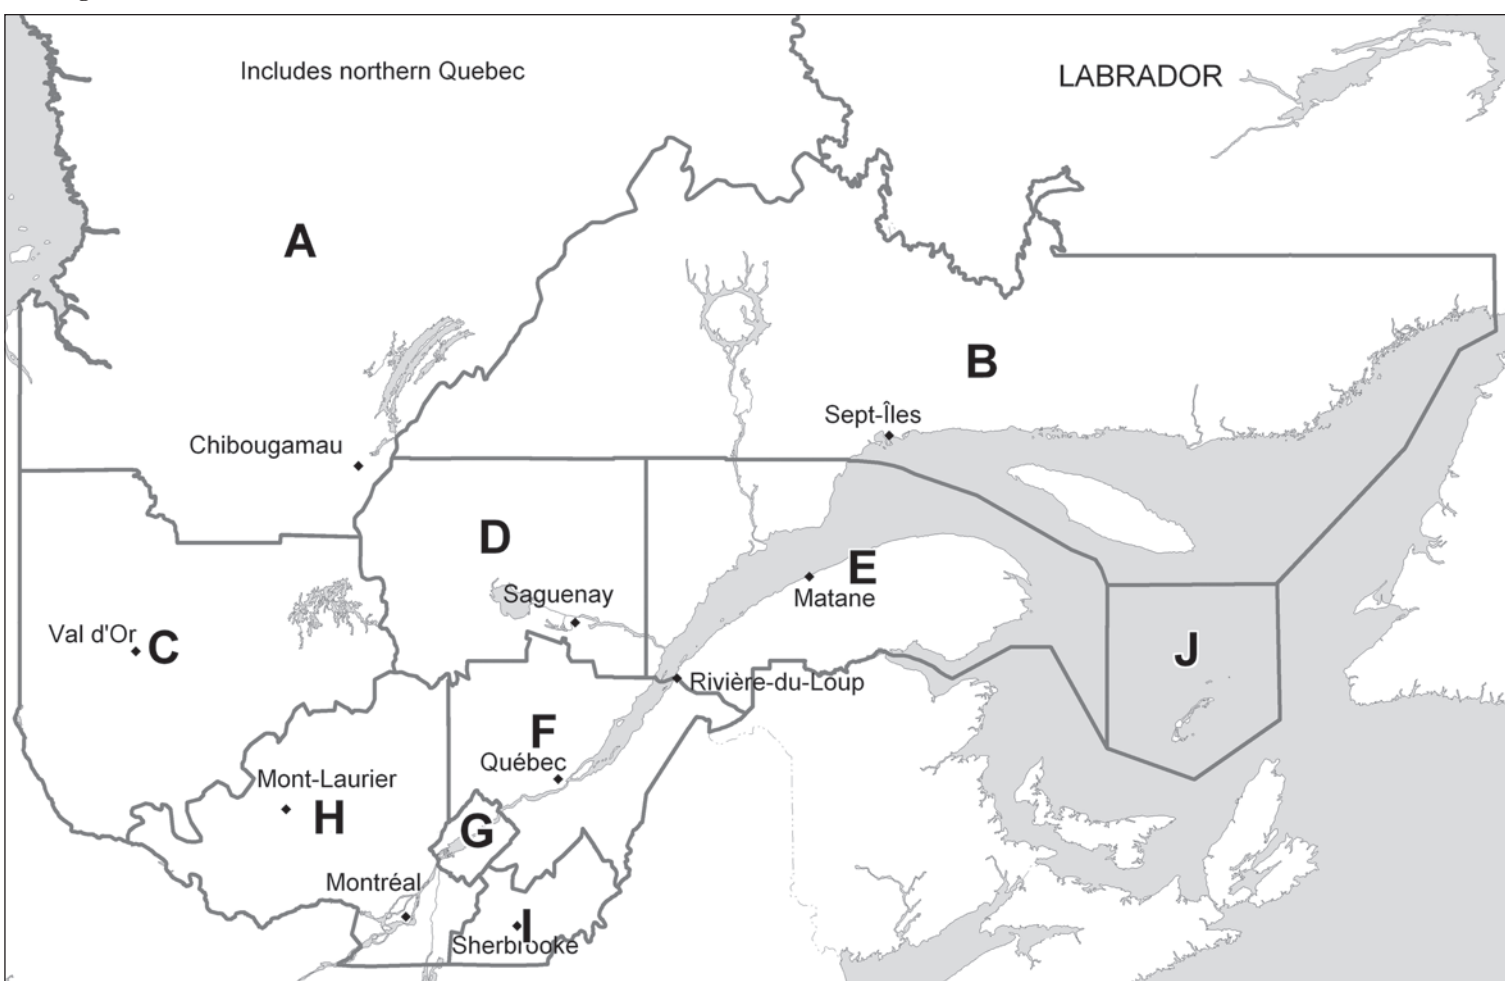 Includes northern Quebec
LABRADOR
A
B
Sept-Îles
Chibougamau
D
E
Saguenay
Matane
Val d'Or
C
J
Rivière-du-Loup
F
Québec
Mont-Laurier
H
G
Montréal
I
Sherbrooke